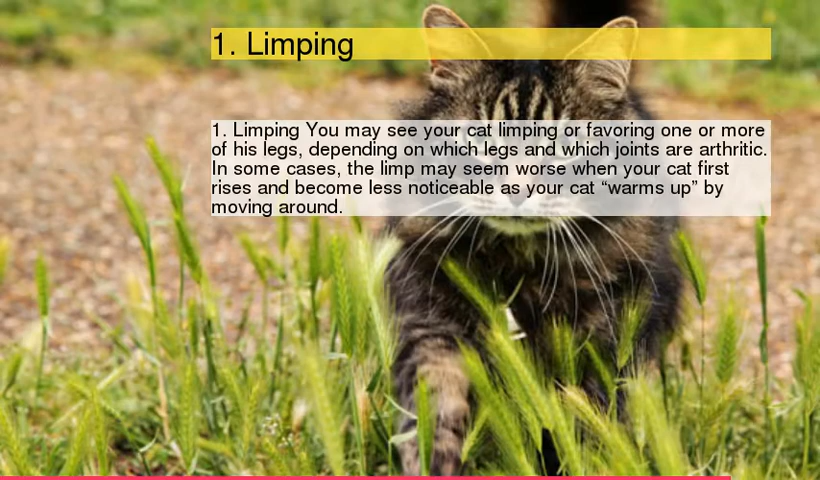 1. Limping
1. Limping You may see your cat limping or favoring one or more
of his legs, depending on which legs and which joints are arthritic.
In some cases, the limp may seem worse when your cat first
rises and become less noticeable as your cat “warms up” by
moving around.